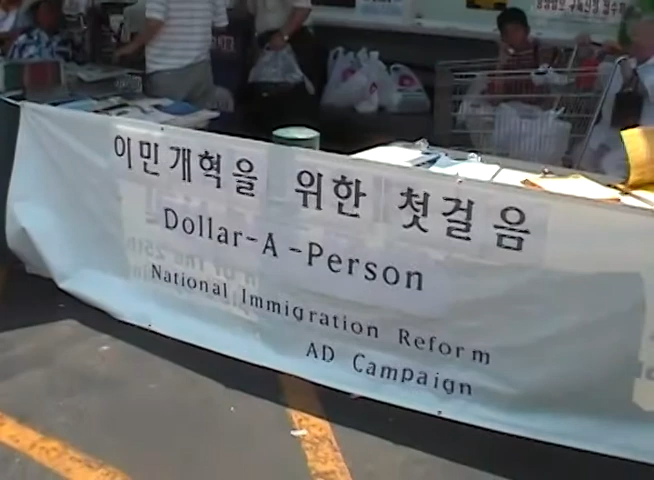 이민개혁을 위한 첫걸음
Dollar-A-Person
National Immigration Reform
AD Campaign